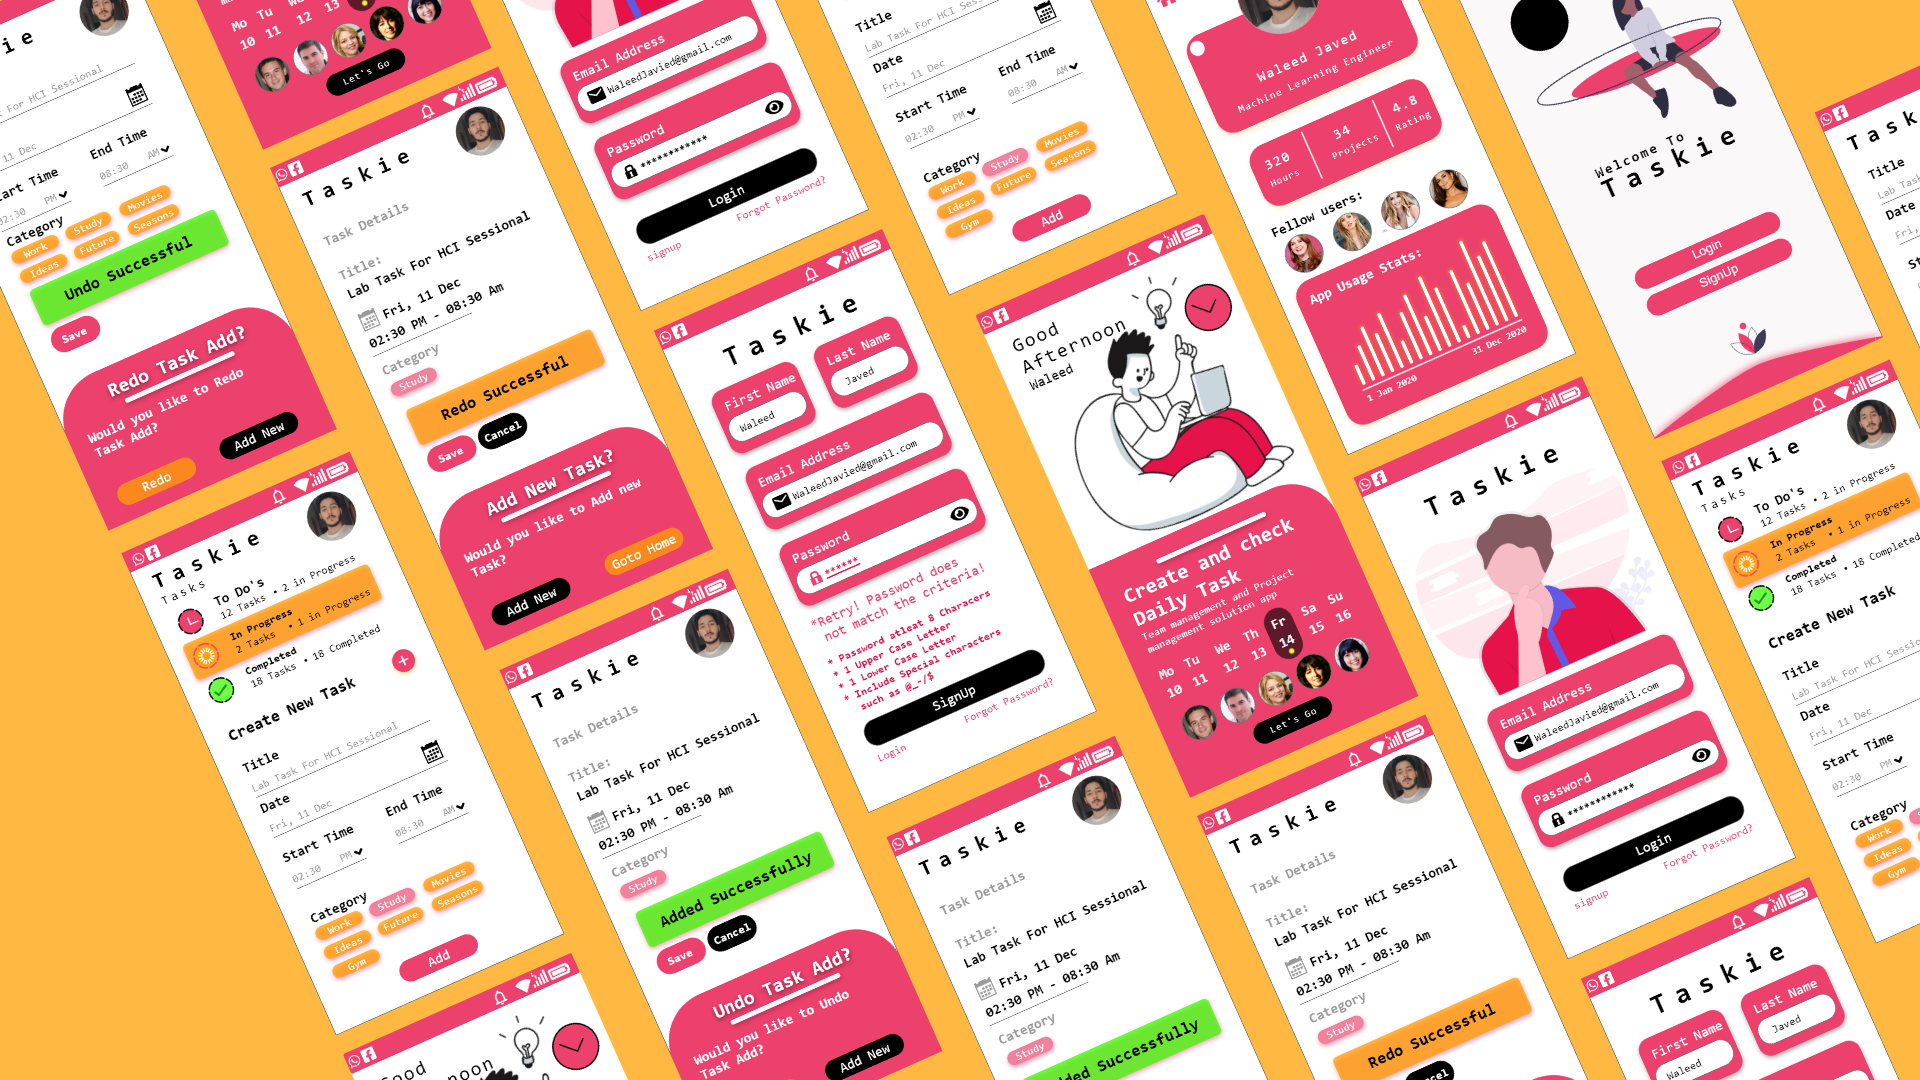 i e
k For HCI Sessional
11 Dec
End Time
08:30 AM
tart Time
02:30 PM
Category
Work
Study
Movies
Ideas
Future
Seasons
Undo Successful
Save
Redo Task Add?
Would you like to Redo
Task Add?
Redo
Add New
Mo Tu
10 11 12 13
Let's Go
Taskie
Task Details
Title:
Lab Task For HCI Sessional
Fri, 11 Dec
02:30 PM - 08:30 Am
Category
Study
Redo Successful
Save
Cancel
Add New Task?
Would you like to Add new
Task?
Add New
Goto Home
Email Address
WaleedJavied@gmail.com
Password
************
Login
Forgot Password?
signup
Taskie
First Name
Waleed
Last Name
Javed
Email Address
WaleedJavied@gmail.com
Password
******
*Retry! Password does
not match the criteria!
* Password atleat 8 Characers
* 1 Upper Case Letter
* 1 Lower Case Letter
* Include Special characters
such as @_-/$
SignUp
Forgot Password?
Login
Title
Lab Task For HCI Sessional
Date
Fri, 11 Dec
Start Time
02:30 PM
End Time
08:30 AM
Category
Work
Study
Movies
Ideas
Future
Seasons
Gym
Add
Good
Afternoon
Waleed
Create and check
Daily Task
Team management and Project
management solution app
Mo Tu We Th Fr Sa Su
10 11 12 13 14 15 16
Let's Go
Waleed Javed
Machine Learning Engineer
320
Hours
34
Projects
4.8
Rating
Fellow users:
App Usage Stats:
1 Jan 2020
31 Dec 2020
Welcome To
Taskie
Login
SignUp
Taskie
Email Address
WaleedJavied@gmail.com
Password
************
Login
Forgot Password?
signup
Taskie
Tasks
To Do's
12 Tasks • 2 in Progress
In Progress
2 Tasks • 1 in Progress
Completed
18 Tasks • 18 Completed
Create New Task
Title
Lab Task For HCI Sessional
Date
Fri, 11 Dec
Start Time
02:30 PM
End Time
08:30 AM
Category
Work
Study
Movies
Ideas
Future
Seasons
Gym
Add
Taskie
Task Details
Title:
Lab Task For HCI Sessional
Fri, 11 Dec
02:30 PM - 08:30 Am
Category
Study
Added Successfully
Save
Cancel
Undo Task Add?
Would you like to Undo
Task Add?
Add New
Taskie
Task Details
Title:
Lab Task For HCI Sessional
Fri, 11 Dec
02:30 PM - 08:30 Am
Category
Study
dded Successfully
Taskie
Task Details
Title:
Lab Task For HCI Sessional
Fri, 11 Dec
02:30 PM - 08:30 Am
Category
Study
Redo Successful
ncel
Taskie
Tasks
To Do's
12 Tasks • 2 in Progress
In Progress
2 Tasks • 1 in Progress
Completed
18 Tasks • 18 Completed
Create New Task
Title
Lab Task For HCI Sessio
Date
Fri, 11 Dec
Start Time
02:30 PM
Category
Work
Ideas
Gym
Task
Title
Lab Tas
Date
Fri,
St
Good
noon
Taskie
First Name
Waleed
Last Name
Javed